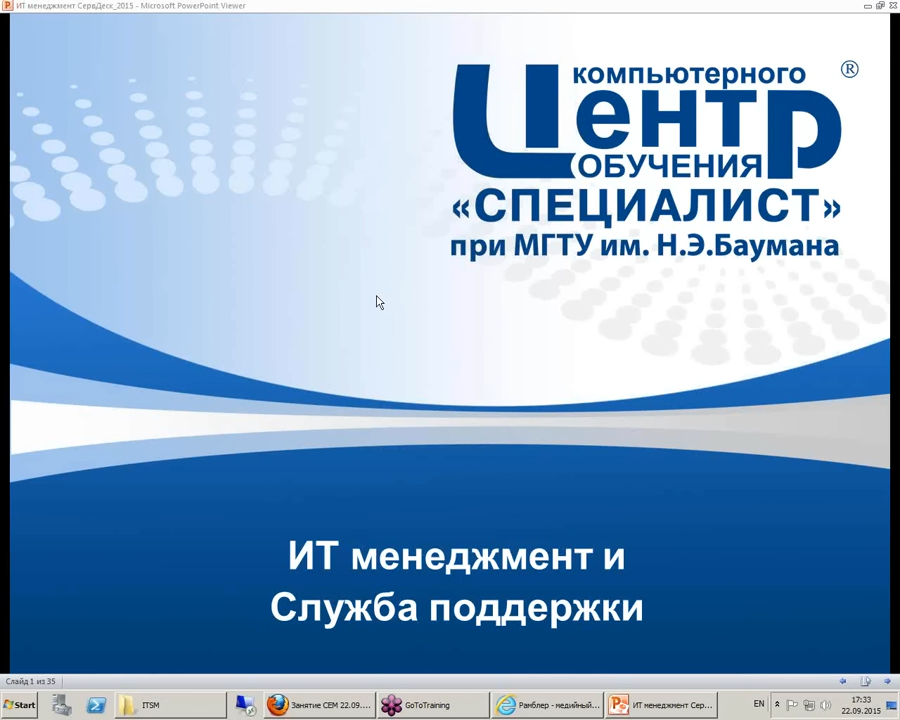 ИТ менеджмент СервДеск_2015 - Microsoft PowerPoint Viewer
компьютерного
Центр
®
ОБУЧЕНИЯ
«СПЕЦИАЛИСТ»
при МГТУ им. Н.Э.Баумана
ИТ менеджмент и
Служба поддержки
Слайд 1 из 35
Start
ITSM
Занятие СЕМ 22.09....
GoToTraining
Рамблер - медийный...
ИТ менеджмент Сер...
EN
17:33
22.09.2015